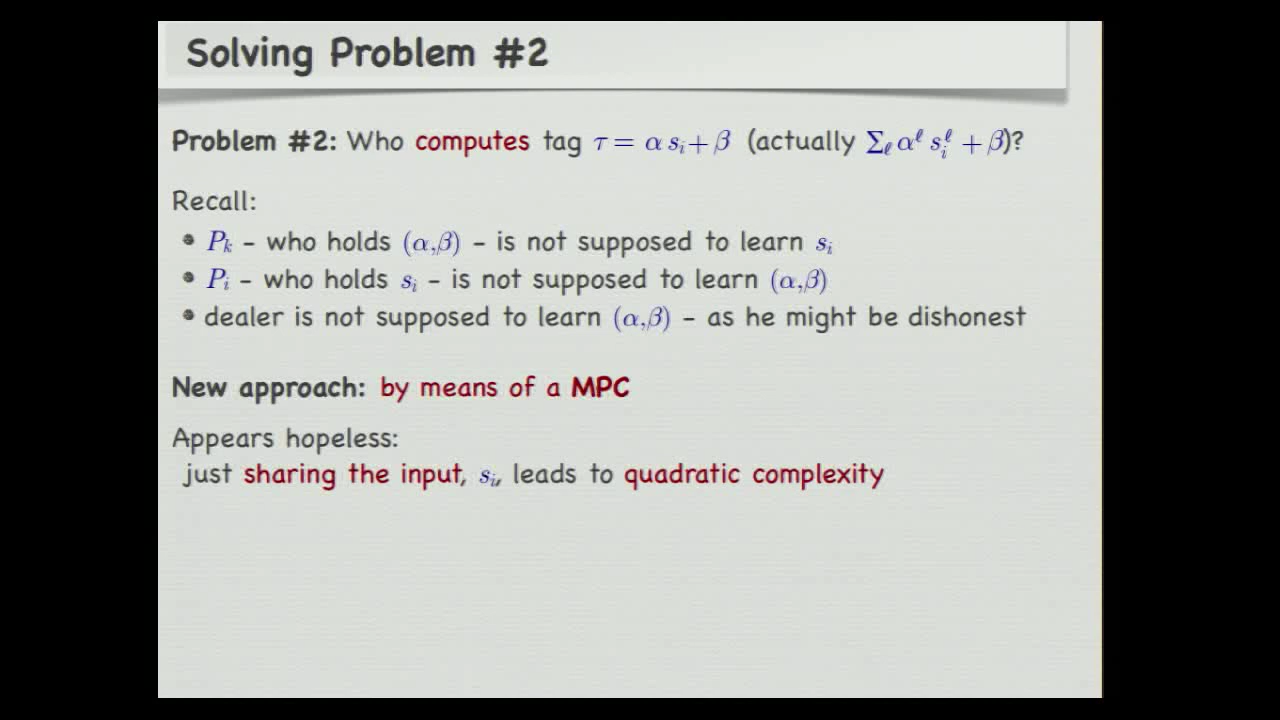 Solving Problem #2
Problem #2: Who computes tag τ = α sᵢ + β (actually Σ_ℓ α^ℓ s_i^ℓ + β)?
Recall:
• Pₖ – who holds (α,β) – is not supposed to learn sᵢ
• Pᵢ – who holds sᵢ – is not supposed to learn (α,β)
• dealer is not supposed to learn (α,β) – as he might be dishonest
New approach: by means of a MPC
Appears hopeless:
just sharing the input, sᵢ, leads to quadratic complexity